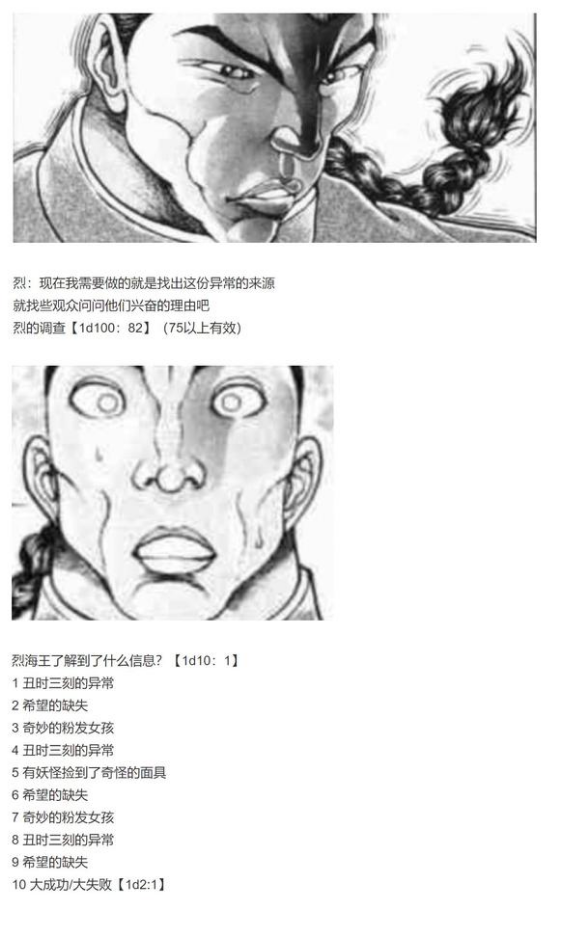 烈：现在我需要做的就是找出这份异常的来源
就找些观众问问他们兴奋的理由吧
烈的调查【1d100：82】（75以上有效）
烈海王了解到了什么信息？【1d10：1】
1 丑时三刻的异常
2 希望的缺失
3 奇妙的粉发女孩
4 丑时三刻的异常
5 有妖怪捡到了奇怪的面具
6 希望的缺失
7 奇妙的粉发女孩
8 丑时三刻的异常
9 希望的缺失
10 大成功/大失败【1d2:1】